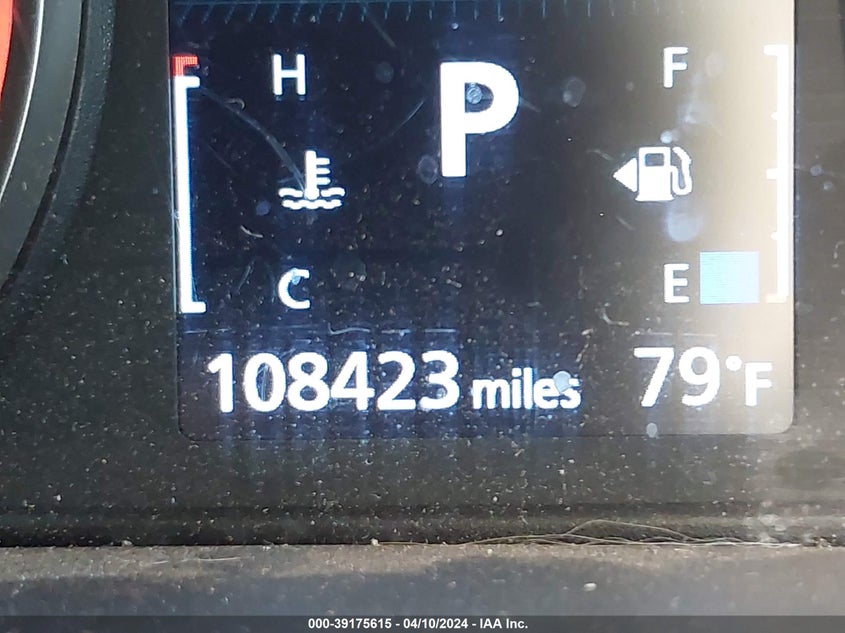 H P F
C E
108423 miles 79°F
000-39175615 - 04/10/2024 - IAA Inc.